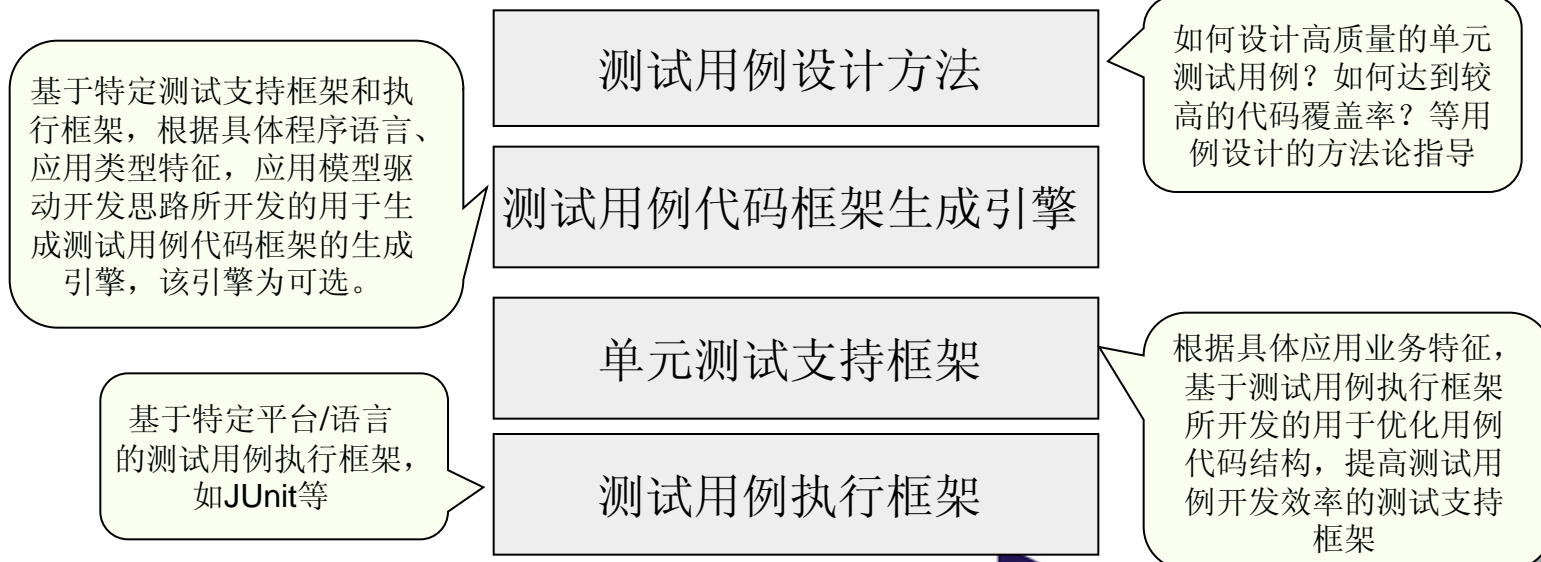 测试用例设计方法
如何设计高质量的单元
测试用例？如何达到较
高的代码覆盖率？等用
例设计的方法论指导
基于特定测试支持框架和执
行框架，根据具体程序语言、
应用类型特征，应用模型驱
动开发思路所开发的用于生
成测试用例代码框架的生成
引擎，该引擎为可选。
测试用例代码框架生成引擎
单元测试支持框架
根据具体应用业务特征，
基于测试用例执行框架
所开发的用于优化用例
代码结构，提高测试用
例开发效率的测试支持
框架
基于特定平台/语言
的测试用例执行框架，
如JUnit等
测试用例执行框架